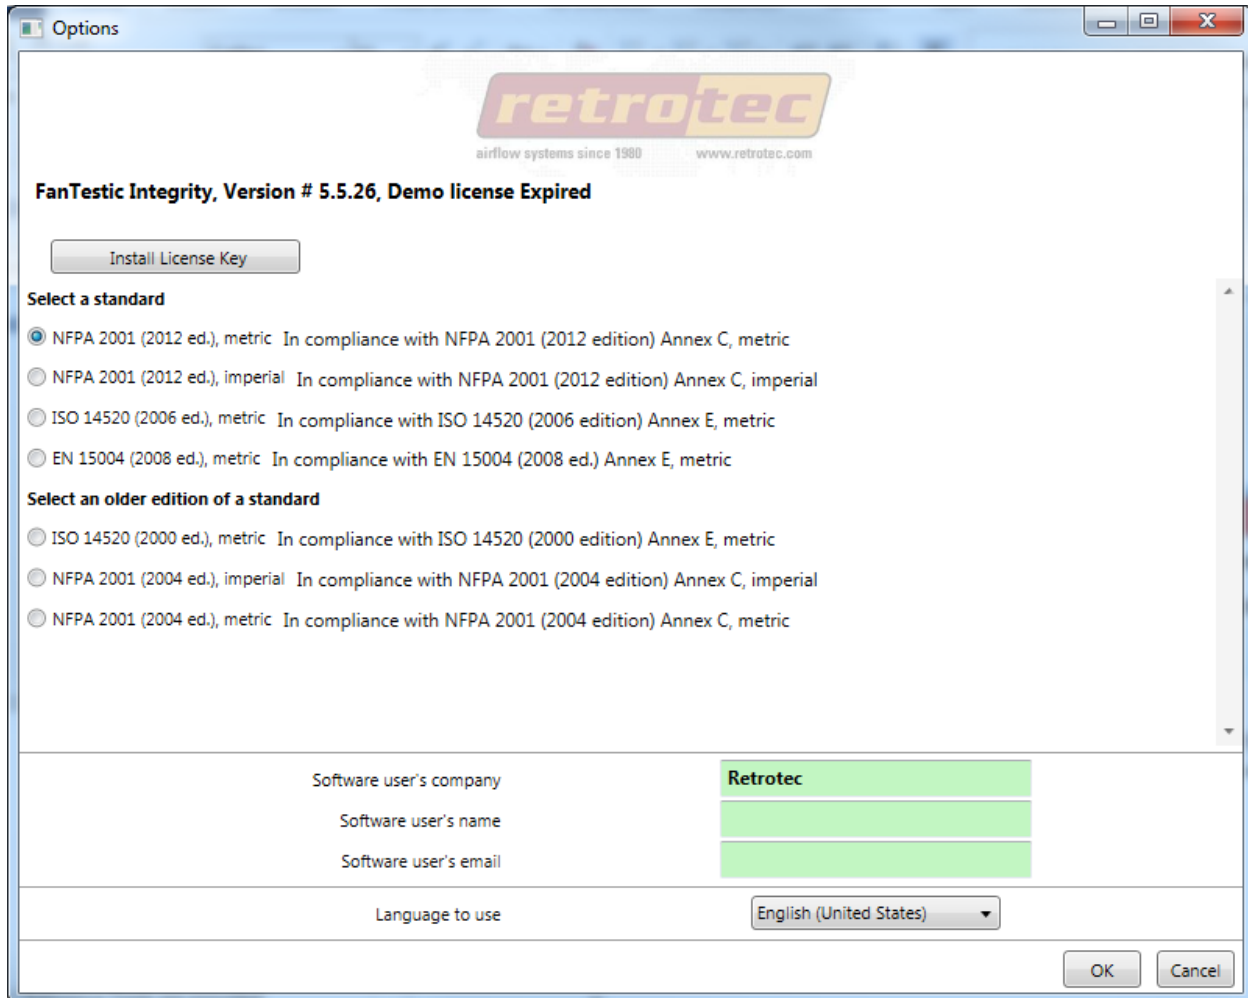 Options
retrotec
airflow systems since 1980 www.retrotec.com
FanTestic Integrity, Version # 5.5.26, Demo license Expired
Install License Key
Select a standard
NFPA 2001 (2012 ed.), metric In compliance with NFPA 2001 (2012 edition) Annex C, metric
NFPA 2001 (2012 ed.), imperial In compliance with NFPA 2001 (2012 edition) Annex C, imperial
ISO 14520 (2006 ed.), metric In compliance with ISO 14520 (2006 edition) Annex E, metric
EN 15004 (2008 ed.), metric In compliance with EN 15004 (2008 ed.) Annex E, metric
Select an older edition of a standard
ISO 14520 (2000 ed.), metric In compliance with ISO 14520 (2000 edition) Annex E, metric
NFPA 2001 (2004 ed.), imperial In compliance with NFPA 2001 (2004 edition) Annex C, imperial
NFPA 2001 (2004 ed.), metric In compliance with NFPA 2001 (2004 edition) Annex C, metric
Software user's company Retrotec
Software user's name
Software user's email
Language to use English (United States)
OK Cancel